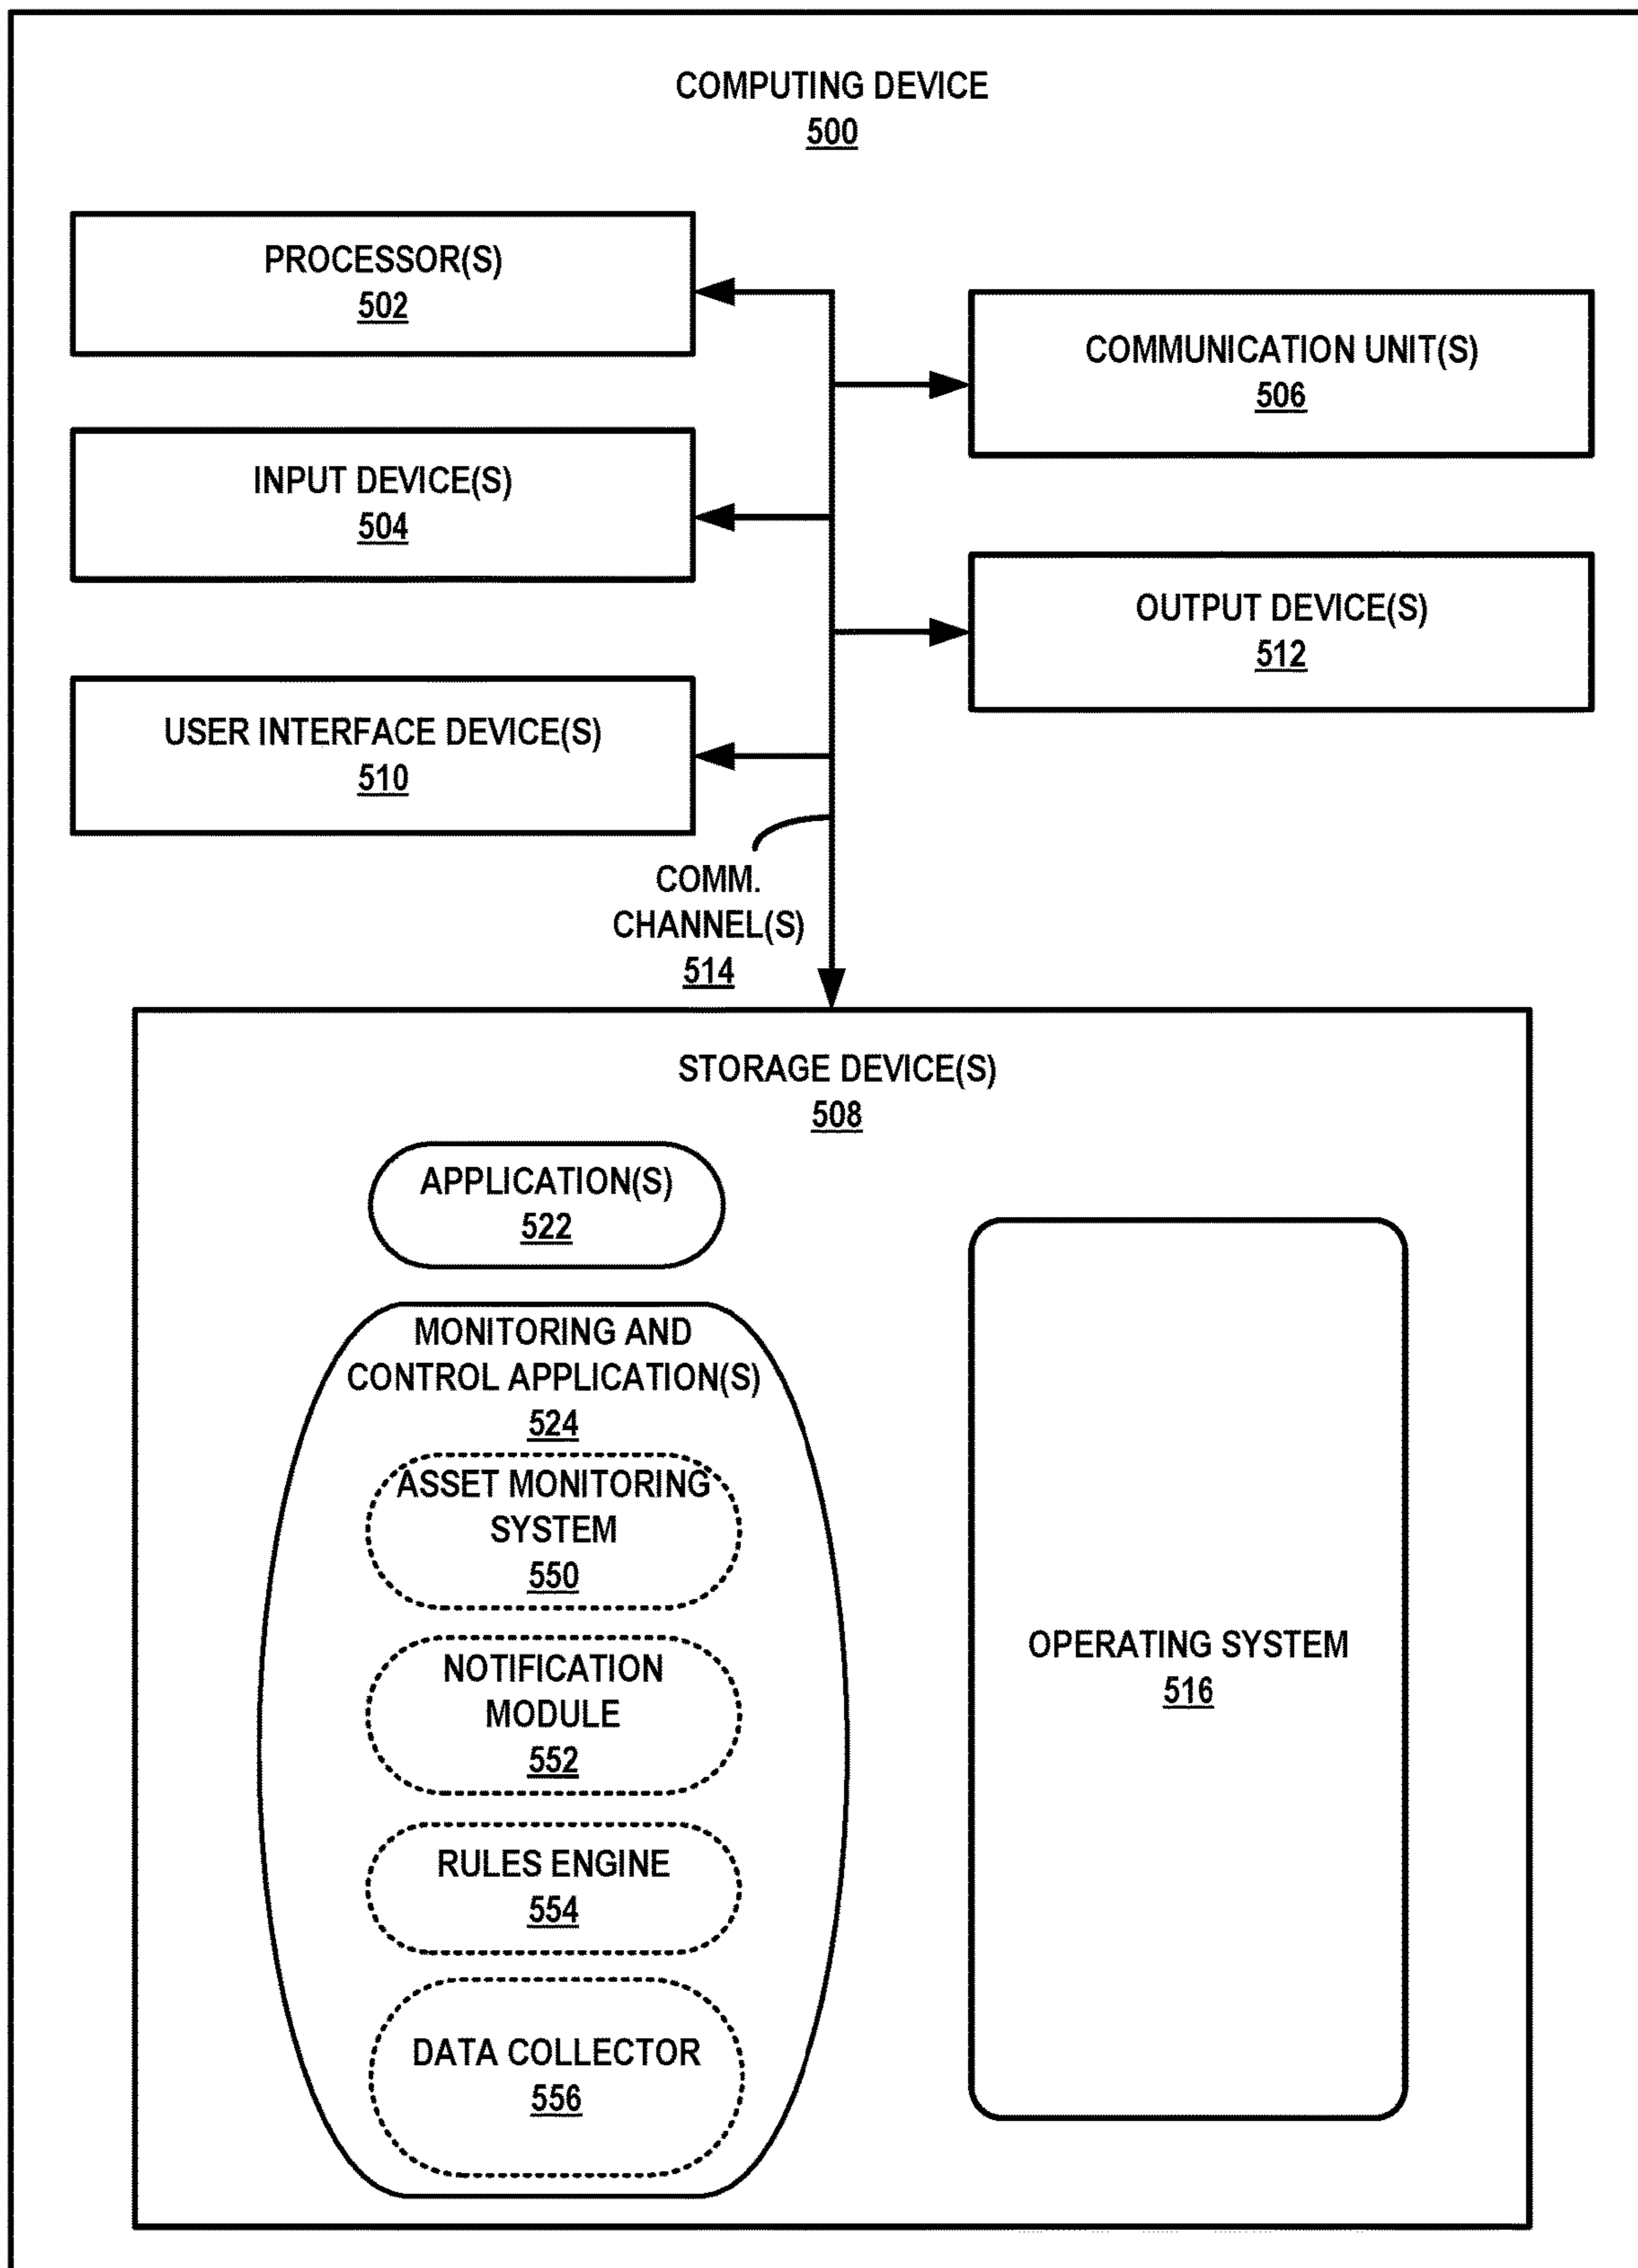 COMPUTING DEVICE
500
PROCESSOR(S)
502
COMMUNICATION UNIT(S)
506
INPUT DEVICE(S)
504
OUTPUT DEVICE(S)
512
USER INTERFACE DEVICE(S)
510
COMM.
CHANNEL(S)
514
STORAGE DEVICE(S)
508
APPLICATION(S)
522
MONITORING AND
CONTROL APPLICATION(S)
524
ASSET MONITORING
SYSTEM
550
NOTIFICATION
MODULE
552
RULES ENGINE
554
DATA COLLECTOR
556
OPERATING SYSTEM
516